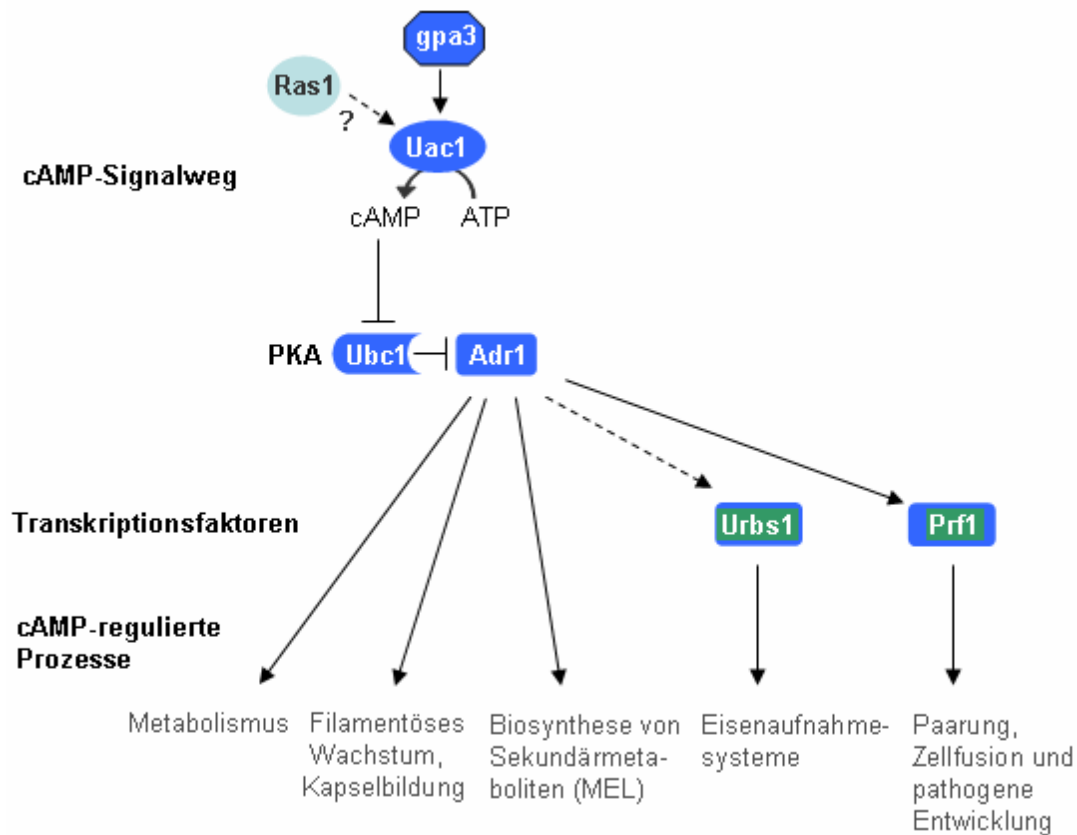 gpa3
Ras1
?
Uac1
cAMP-Signalweg
cAMP ATP
PKA Ubc1 Adr1
Transkriptionsfaktoren
Urbs1 Prf1
cAMP-regulierte
Prozesse
Metabolismus
Filamentöses
Wachstum,
Kapselbildung
Biosynthese von
Sekundärmeta-
boliten (MEL)
Eisenaufnahme-
systeme
Paarung,
Zellfusion und
pathogene
Entwicklung